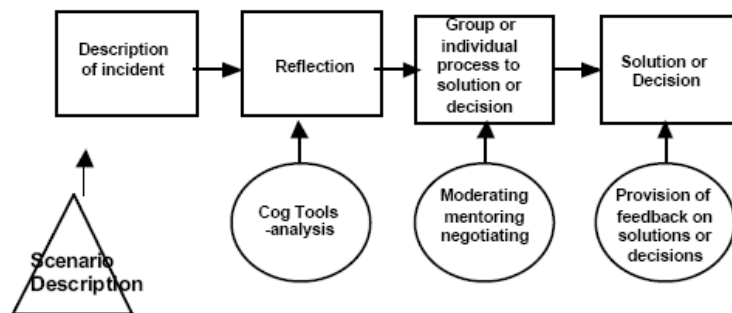 Description
of incident
Reflection
Group or
individual
process to
solution or
decision
Solution or
Decision
Scenario
Description
Cog Tools
-analysis
Moderating
mentoring
negotiating
Provision of
feedback on
solutions or
decisions